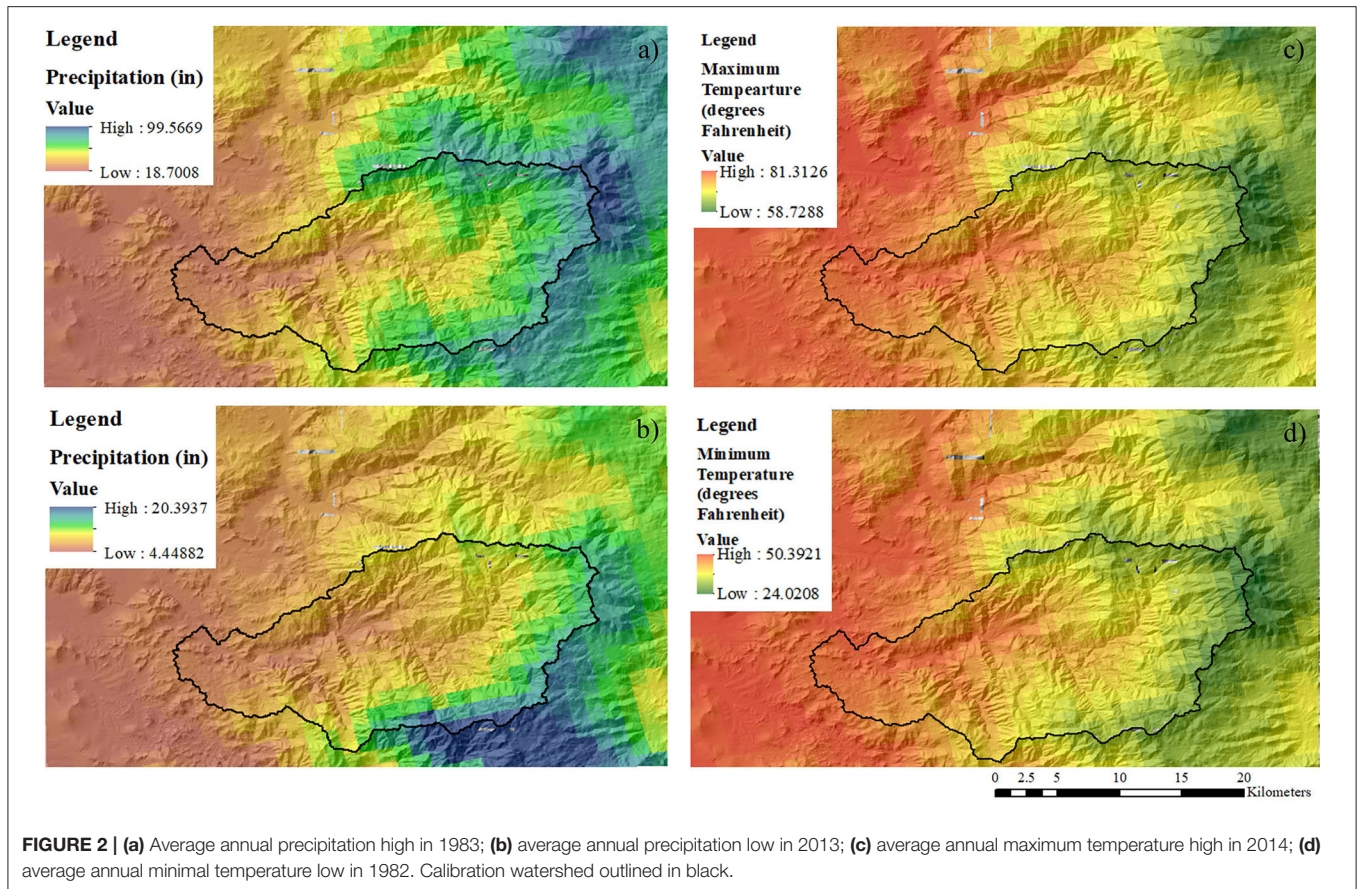 Legend
Precipitation (in)
Value
High : 99.5669
Low : 18.7008
a)
Legend
Maximum
Tempearture
(degrees
Fahrenheit)
Value
High : 81.3126
Low : 58.7288
c)
Legend
Precipitation (in)
Value
High : 20.3937
Low : 4.44882
b)
Legend
Minimum
Temperature
(degrees
Fahrenheit)
Value
High : 50.3921
Low : 24.0208
d)
0 2.5 5 10 15 20
Kilometers
FIGURE 2 | (a) Average annual precipitation high in 1983; (b) average annual precipitation low in 2013; (c) average annual maximum temperature high in 2014; (d)
average annual minimal temperature low in 1982. Calibration watershed outlined in black.